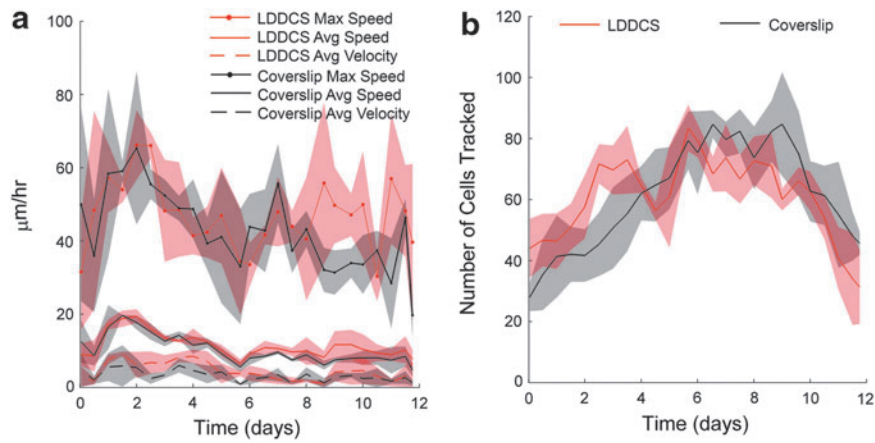 a
LDDCS Max Speed
LDDCS Avg Speed
LDDCS Avg Velocity
Coverslip Max Speed
Coverslip Avg Speed
Coverslip Avg Velocity
100
80
60
40
20
0
μm/hr
0 2 4 6 8 10 12
Time (days)
b
LDDCS Coverslip
120
100
80
60
40
20
0
Number of Cells Tracked
0 2 4 6 8 10 12
Time (days)